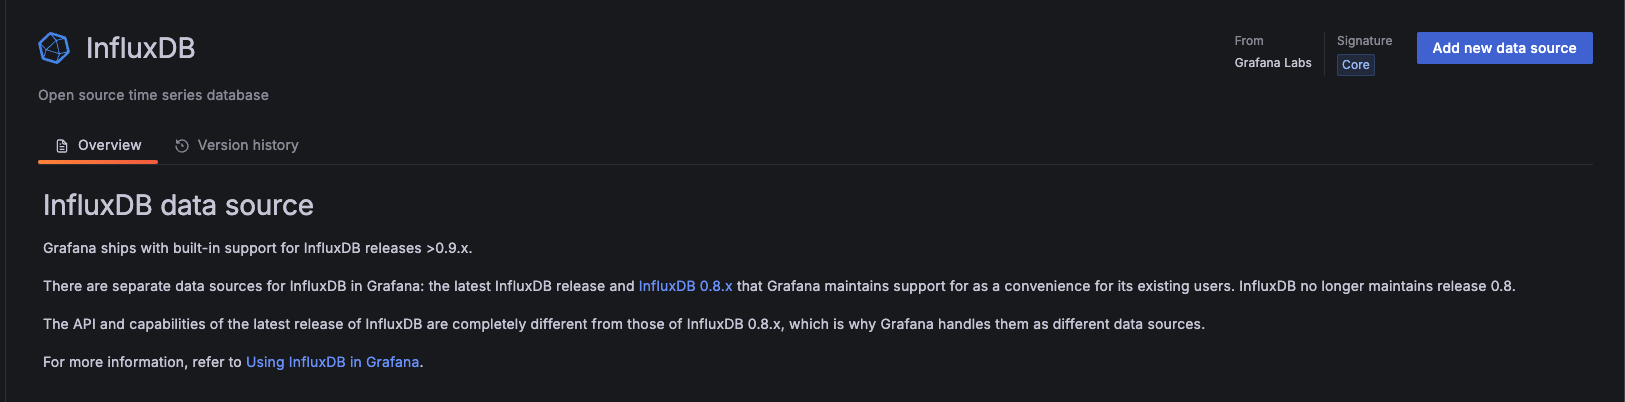 InfluxDB
From
Grafana Labs
Signature
Core
Add new data source
Open source time series database
Overview
Version history
InfluxDB data source
Grafana ships with built-in support for InfluxDB releases >0.9.x.
There are separate data sources for InfluxDB in Grafana: the latest InfluxDB release and InfluxDB 0.8.x that Grafana maintains support for as a convenience for its existing users. InfluxDB no longer maintains release 0.8.
The API and capabilities of the latest release of InfluxDB are completely different from those of InfluxDB 0.8.x, which is why Grafana handles them as different data sources.
For more information, refer to Using InfluxDB in Grafana.